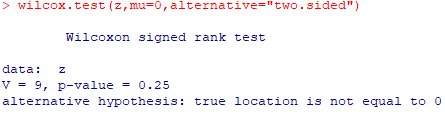 > wilcox.test(z,mu=0,alternative="two.sided")
Wilcoxon signed rank test
data:  z
V = 9, p-value = 0.25
alternative hypothesis: true location is not equal to 0